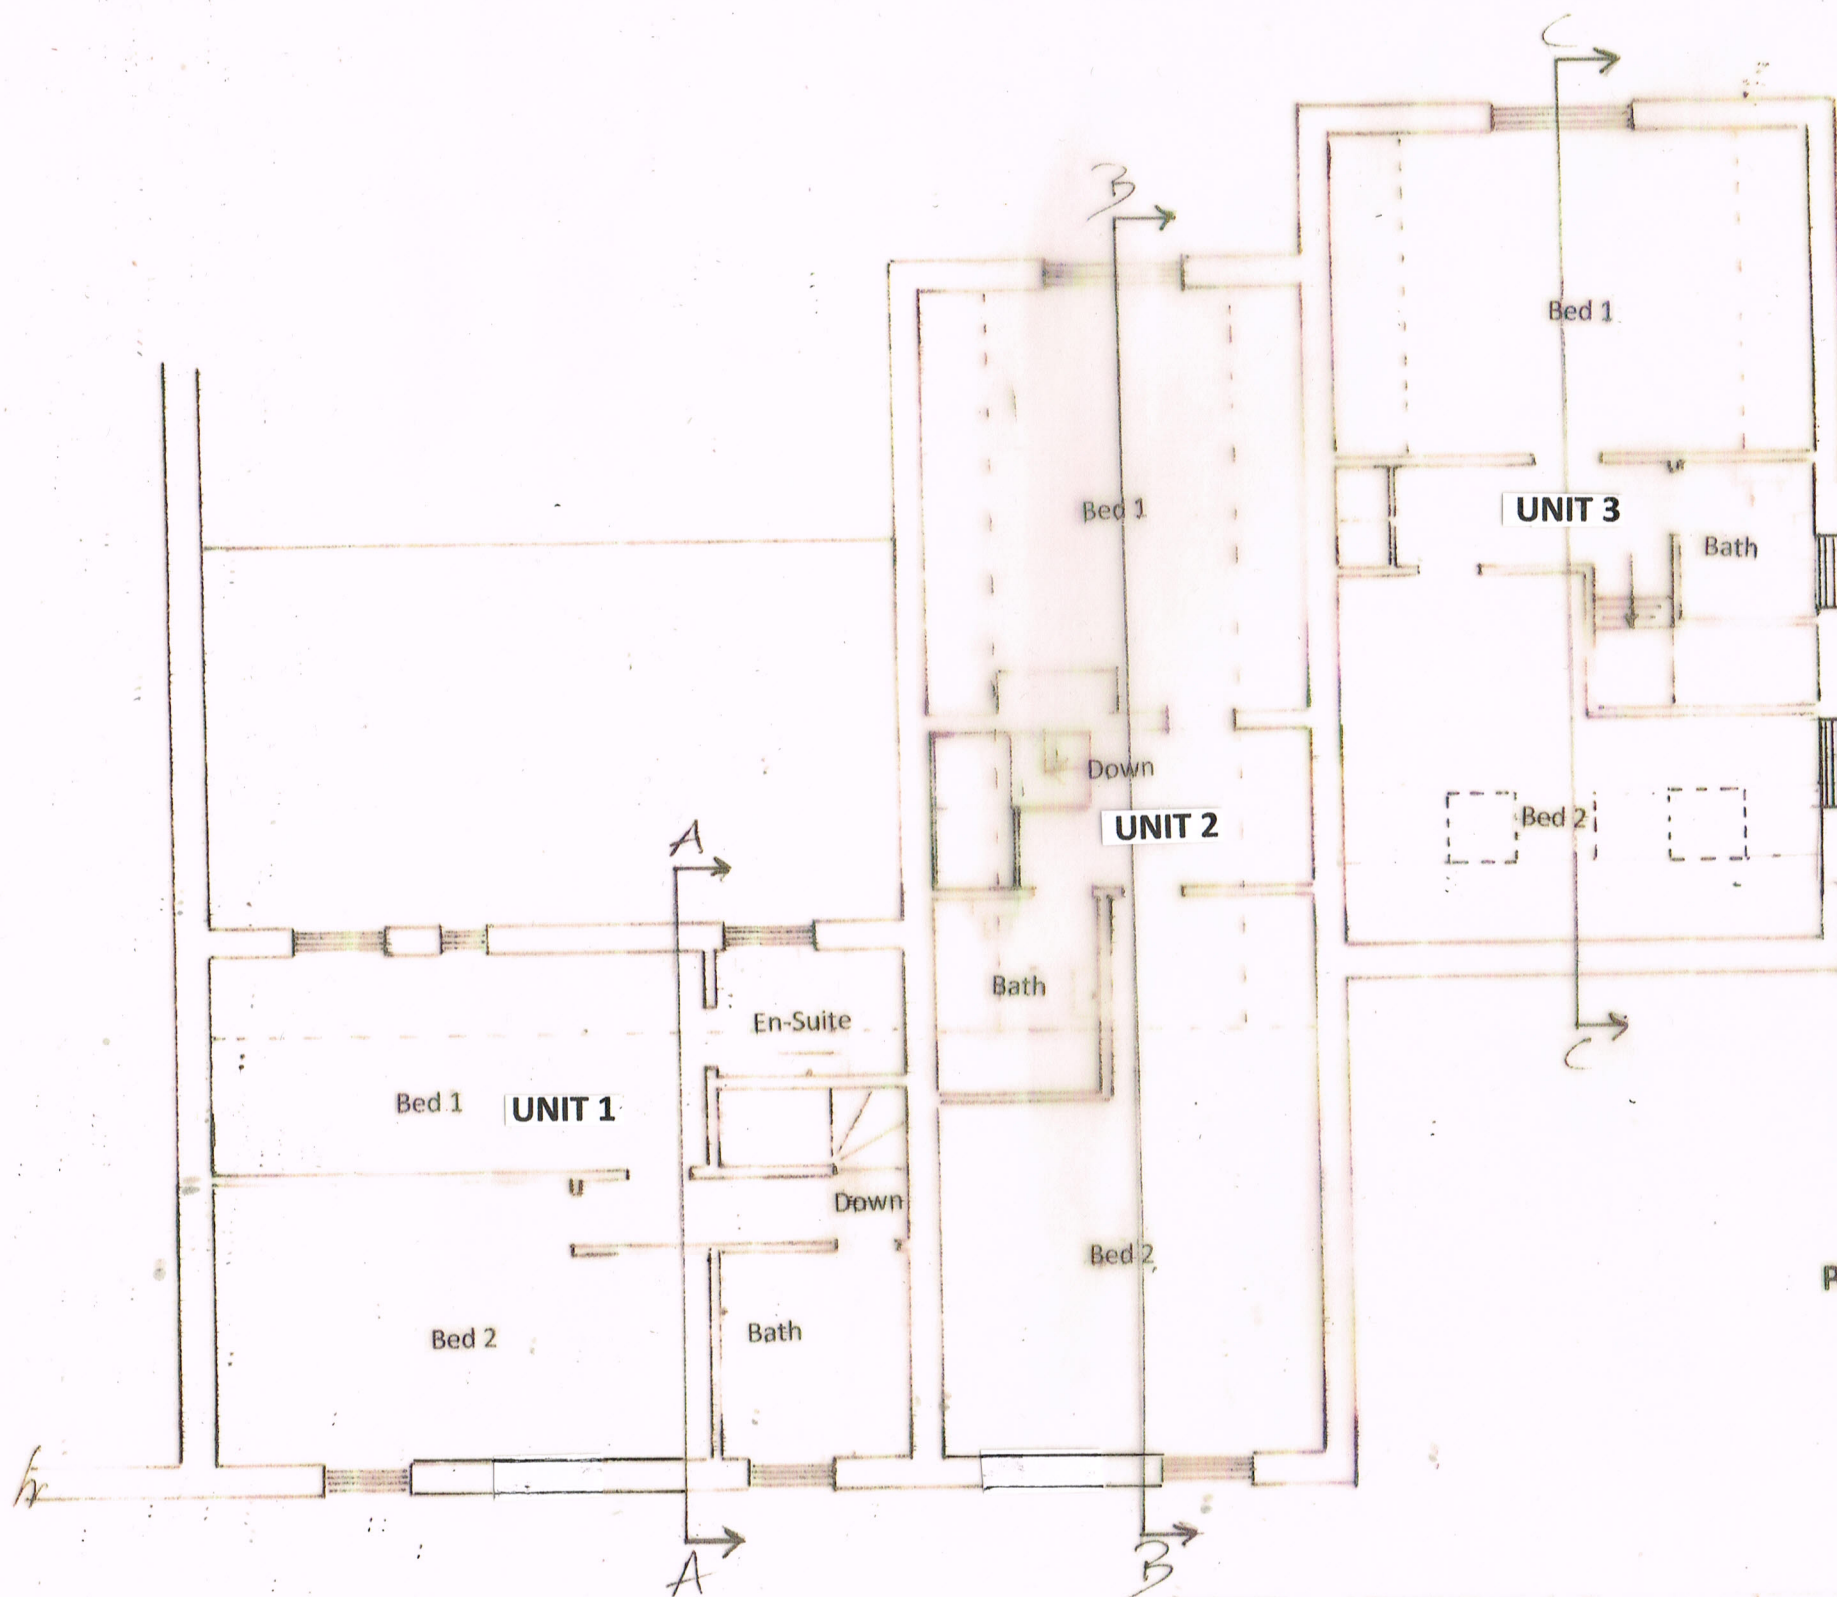 C
B
Bed 1
Bed 1
UNIT 3
Bath
Down
UNIT 2
Bed 2
A
Bath
En-Suite
Bed 1
UNIT 1
C
Down
Bed 2
Bed 2
Bath
A
B